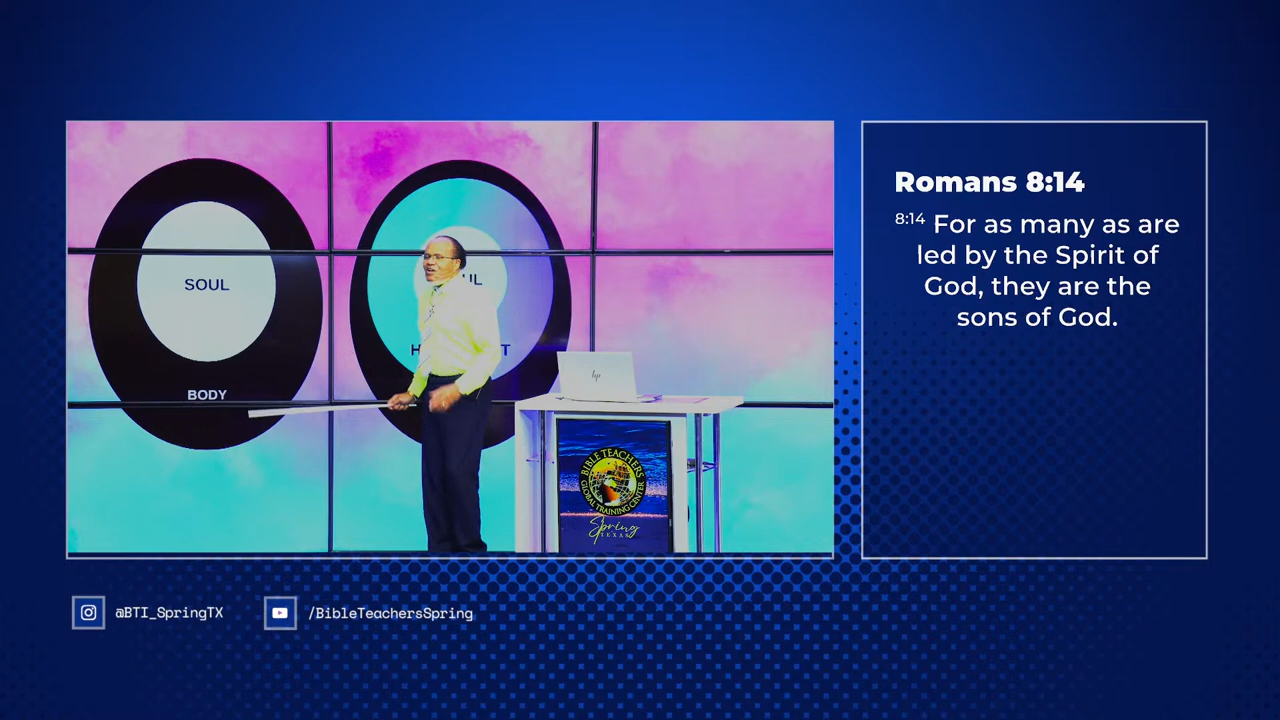 SOUL
BODY
Romans 8:14
8:14 For as many as are
led by the Spirit of
God, they are the
sons of God.
hp
BIBLE TEACHERS
GLOBAL TRAINING CENTER
Spring
TEXAS
@BTI_SpringTX
/BibleTeachersSpring